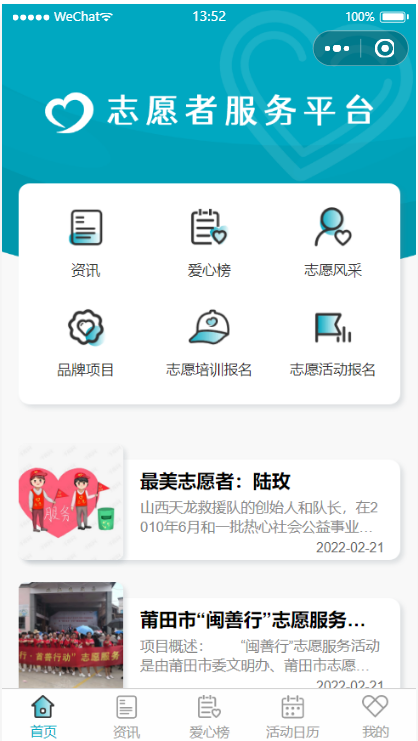 WeChat
13:52
100%
志愿者服务平台
资讯
爱心榜
志愿风采
品牌项目
志愿培训报名
志愿活动报名
服务
最美志愿者：陆玫
山西天龙救援队的创始人和队长，在2
010年6月和一批热心社会公益事业...
2022-02-21
莆田市“闽善行”志愿服务...
行·首善行动”志愿服务
项目概述：  “闽善行”志愿服务活动
是由莆田市委文明办、莆田市志愿...
2022-02-21
首页
资讯
爱心榜
活动日历
我的